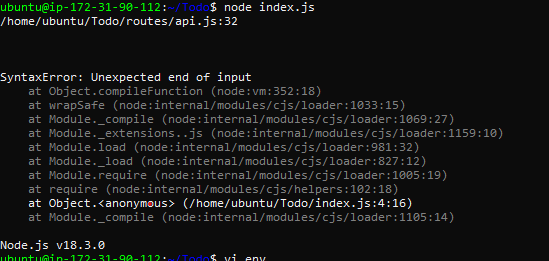 ubuntu@ip-172-31-90-112:~/Todo$ node index.js
/home/ubuntu/Todo/routes/api.js:32
SyntaxError: Unexpected end of input
at Object.compileFunction (node:vm:352:18)
at wrapSafe (node:internal/modules/cjs/loader:1033:15)
at Module._compile (node:internal/modules/cjs/loader:1069:27)
at Module._extensions..js (node:internal/modules/cjs/loader:1159:10)
at Module.load (node:internal/modules/cjs/loader:981:32)
at Module._load (node:internal/modules/cjs/loader:827:12)
at Module.require (node:internal/modules/cjs/loader:1005:19)
at require (node:internal/modules/cjs/helpers:102:18)
at Object.<anonymous> (/home/ubuntu/Todo/index.js:4:16)
at Module._compile (node:internal/modules/cjs/loader:1105:14)
Node.js v18.3.0
ubuntu@ip-172-31-90-112:~/Todo$ vi env